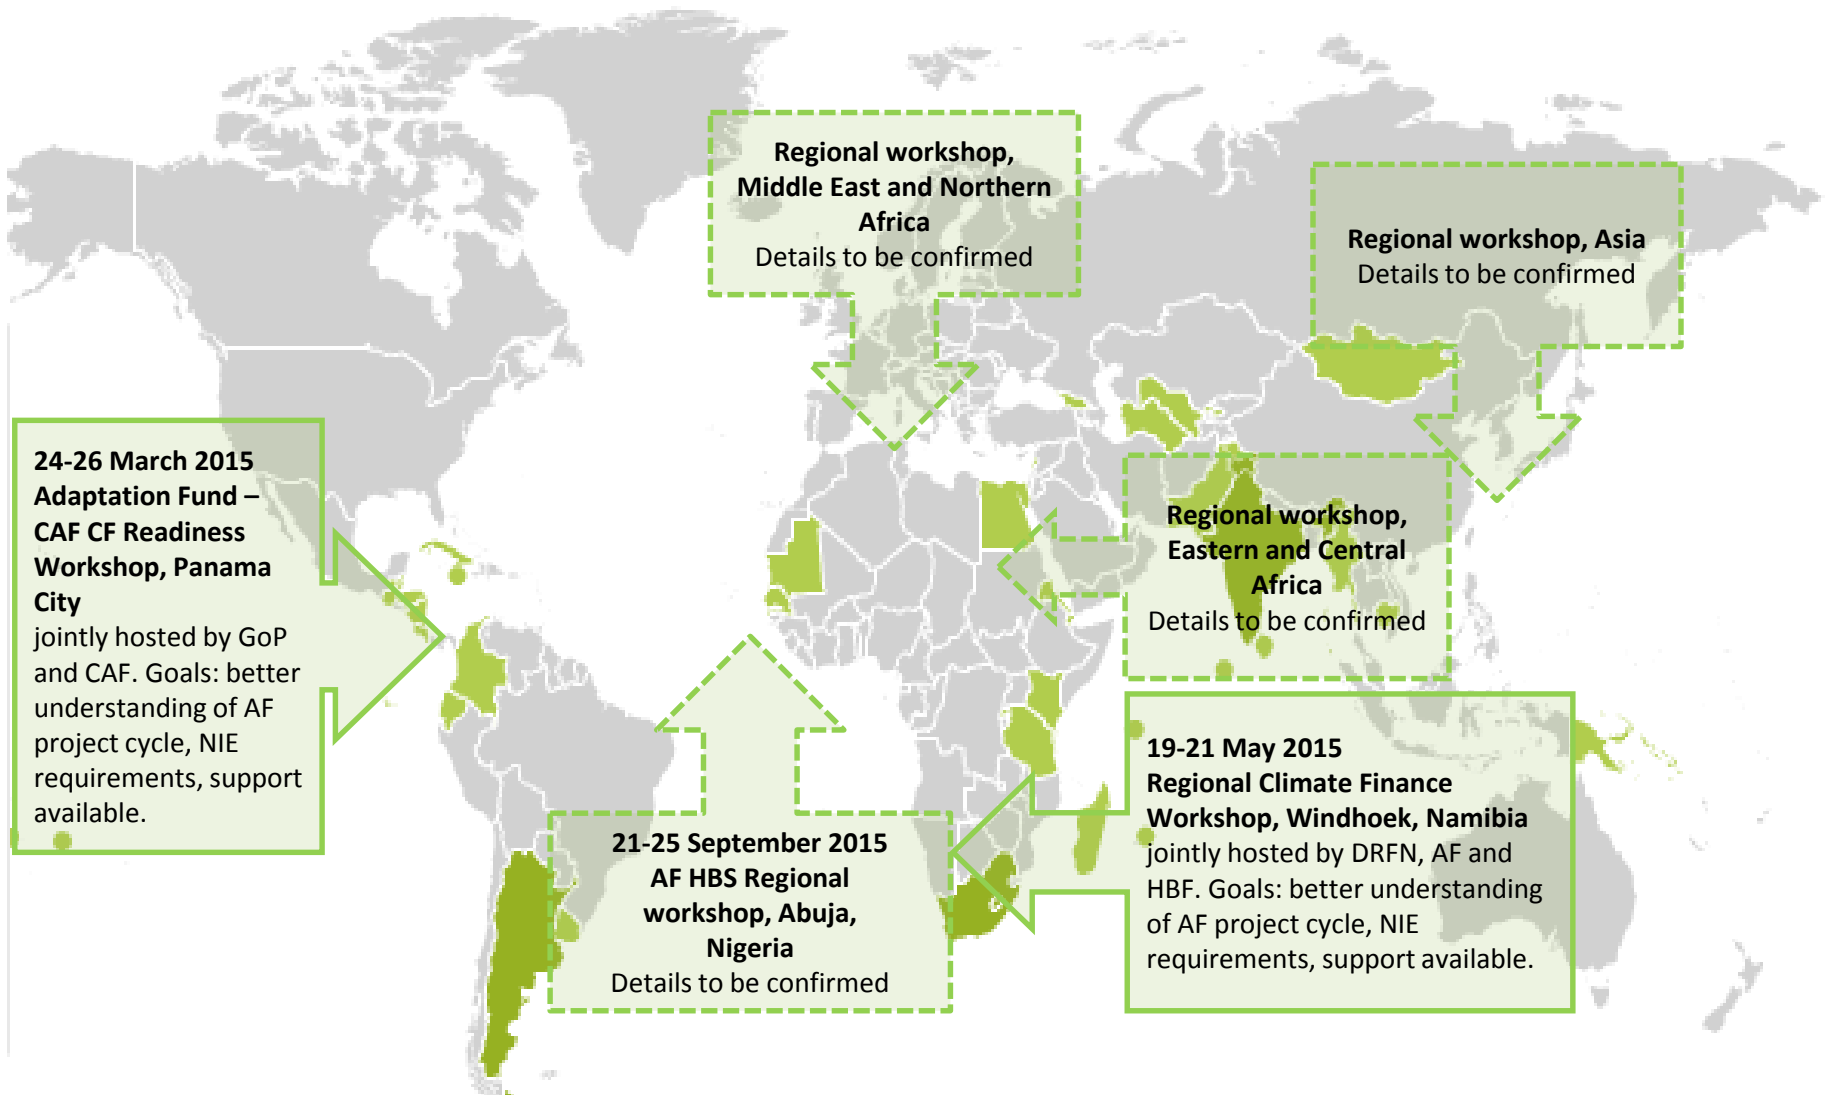 Regional workshop,
Middle East and Northern
Africa
Details to be confirmed
Regional workshop, Asia
Details to be confirmed
24-26 March 2015
Adaptation Fund –
CAF CF Readiness
Workshop, Panama
City
jointly hosted by GoP
and CAF. Goals: better
understanding of AF
project cycle, NIE
requirements, support
available.
Regional workshop,
Eastern and Central
Africa
Details to be confirmed
21-25 September 2015
AF HBS Regional
workshop, Abuja,
Nigeria
Details to be confirmed
19-21 May 2015
Regional Climate Finance
Workshop, Windhoek, Namibia
jointly hosted by DRFN, AF and
HBF. Goals: better understanding
of AF project cycle, NIE
requirements, support available.